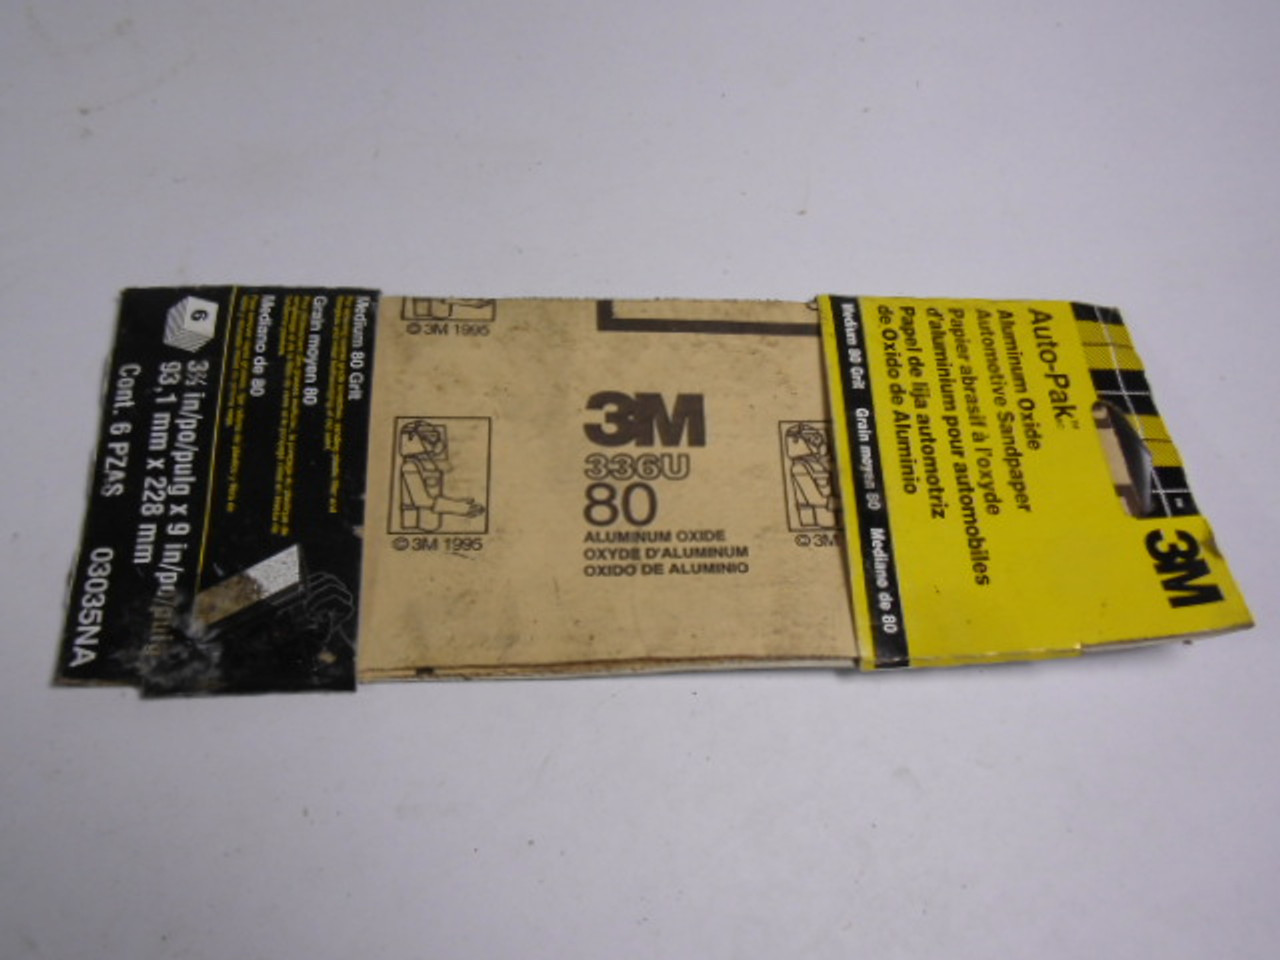 Medium 80 Grit
Grain moyen 80
Mediano de 80
6
3⅔ in/po/pulg x 9 in/po/pulg
93,1 mm x 228 mm
Cont. 6 PZAS 03035NA
© 3M 1995
© 3M 1995
3M
336U
80
ALUMINUM OXIDE
OXYDE D'ALUMINUM
OXIDO DE ALUMINIO
© 3M
3M
Auto-Pak™
Aluminum Oxide
Automotive Sandpaper
Papier abrasif à l'oxyde
d'aluminium pour automobiles
Papel de lija automotriz
de Oxido de Aluminio
Medium 80 Grit Grain moyen 80 Mediano de 80